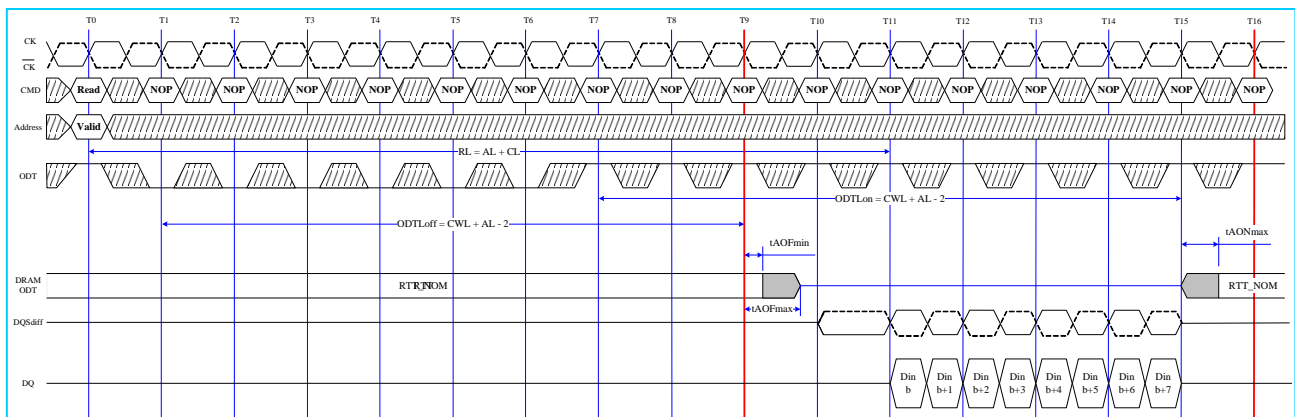 T0 T1 T2 T3 T4 T5 T6 T7 T8 T9 T10 T11 T12 T13 T14 T15 T16
CK
CK
CMD Read NOP NOP NOP NOP NOP NOP NOP NOP NOP NOP NOP NOP NOP NOP NOP NOP
Address Valid
RL = AL + CL
ODT
ODTLon = CWL + AL - 2
ODTLoff = CWL + AL - 2
tAOFmin
tAONmax
DRAM
ODT
RTT_NOM
RTT_NOM
tAOFmax
DQSdiff
DQ
Din b
Din b+1
Din b+2
Din b+3
Din b+4
Din b+5
Din b+6
Din b+7